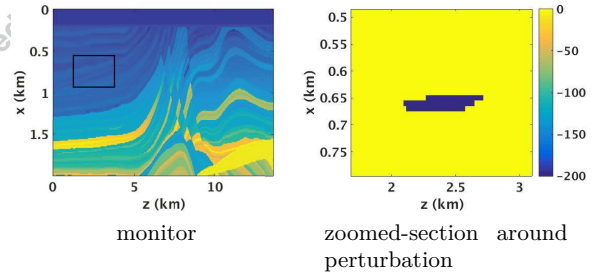 0
0.5
1
1.5
x (km)
0 5 10
z (km)
monitor
0.5
0.55
0.6
0.65
0.7
0.75
x (km)
2 2.5 3
z (km)
0
−50
−100
−150
−200
zoomed-section around
perturbation